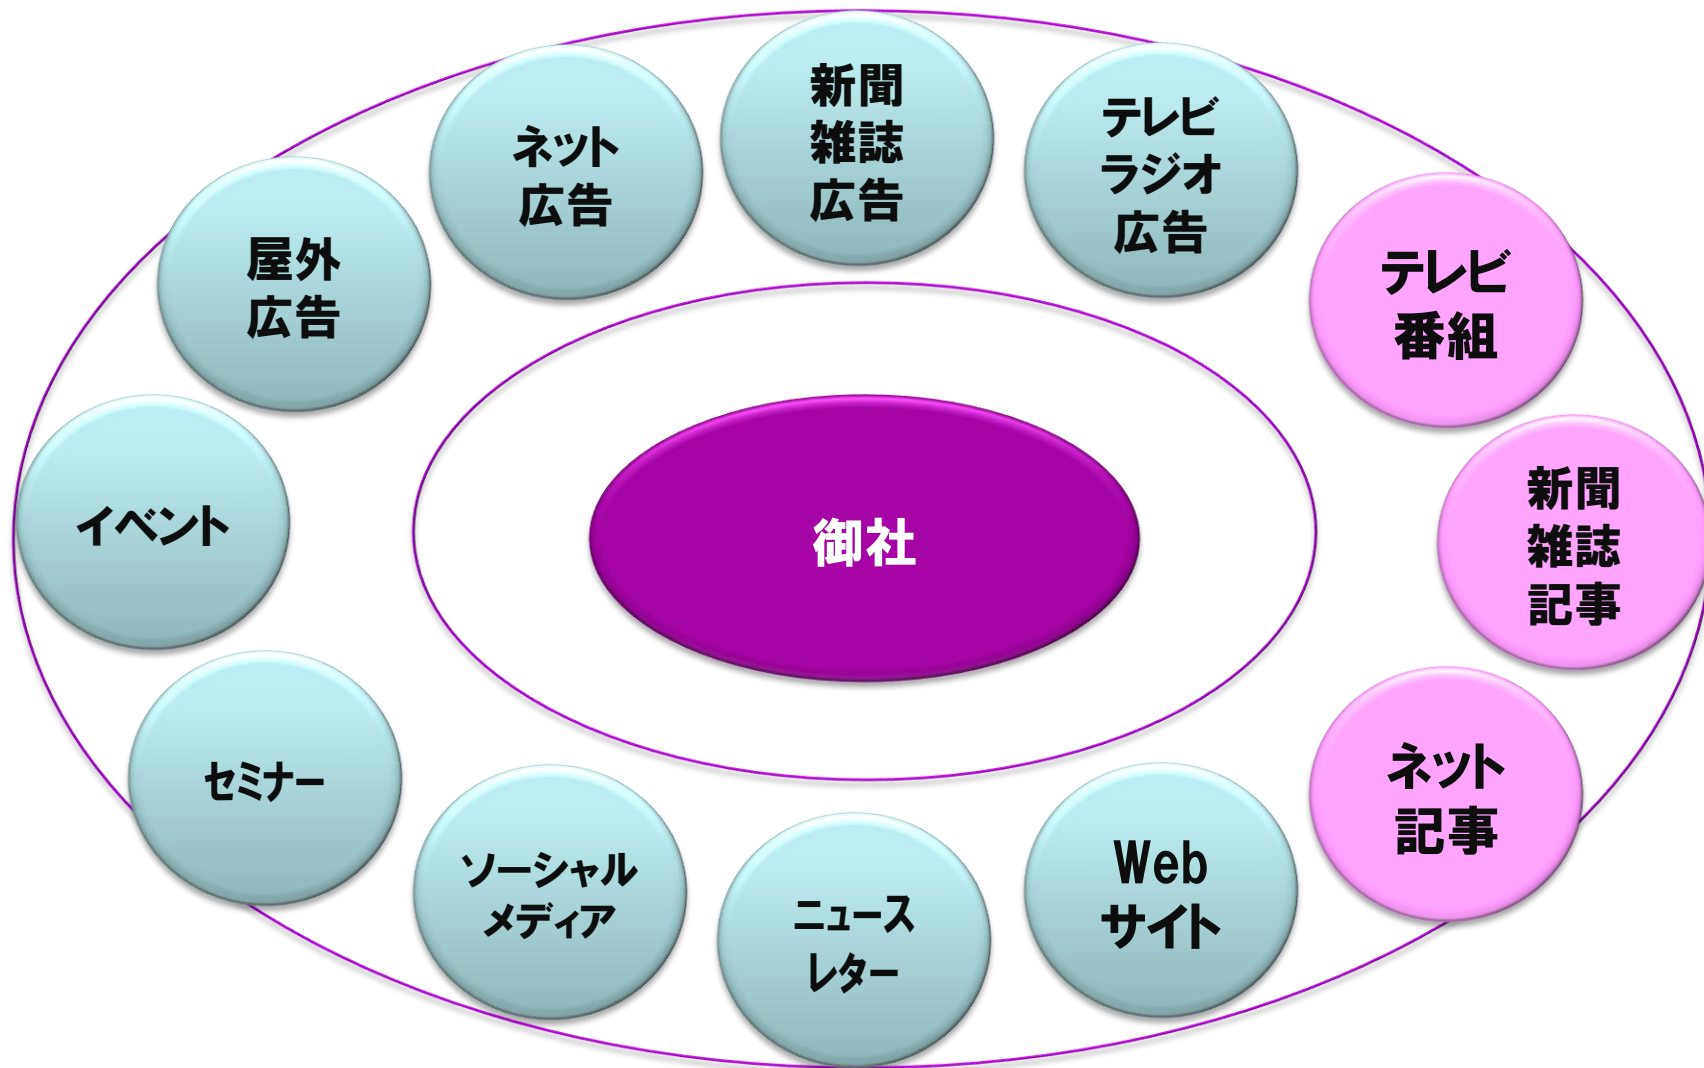 新聞
雑誌
広告
テレビ
ラジオ
広告
テレビ
番組
新聞
雑誌
記事
ネット
記事
Web
サイト
ニュース
レター
ソーシャル
メディア
セミナー
イベント
屋外
広告
ネット
広告
御社